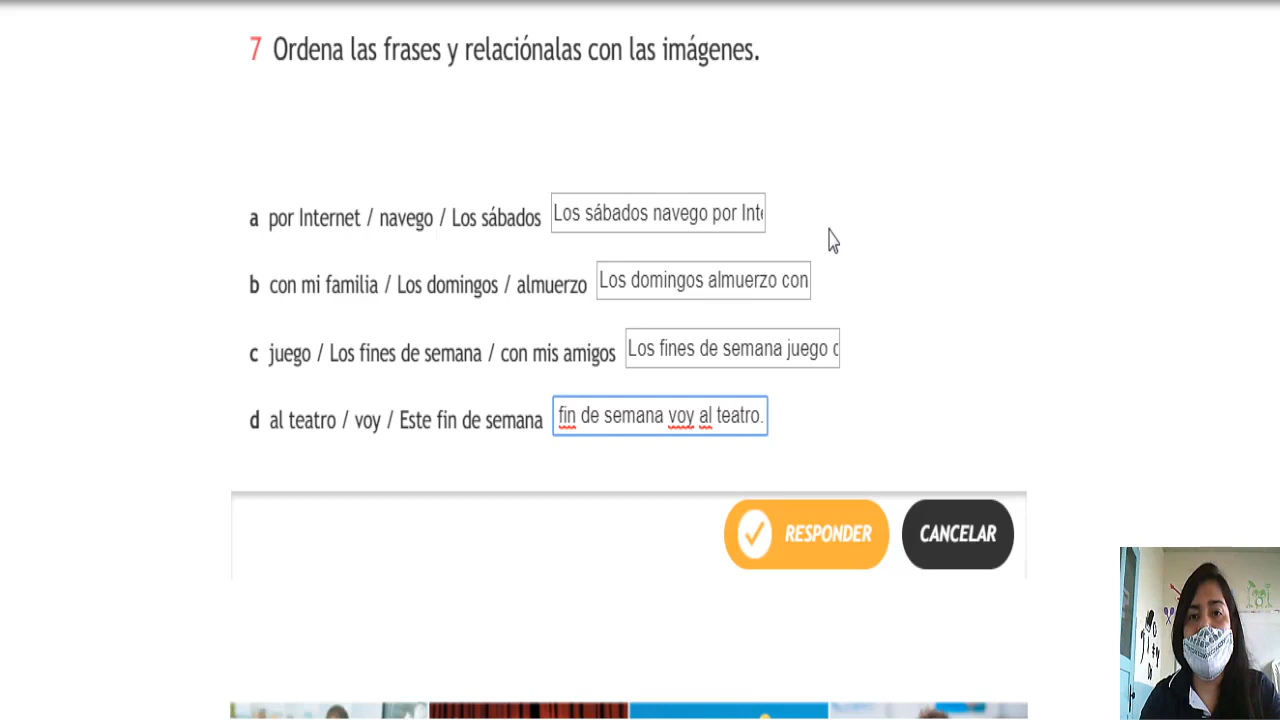 7 Ordena las frases y relaciónalas con las imágenes.
a por Internet / navego / Los sábados Los sábados navego por Int
b con mi familia / Los domingos / almuerzo Los domingos almuerzo con
c juego / Los fines de semana / con mis amigos Los fines de semana juego
d al teatro / voy / Este fin de semana fin de semana voy al teatro.
RESPONDER CANCELAR